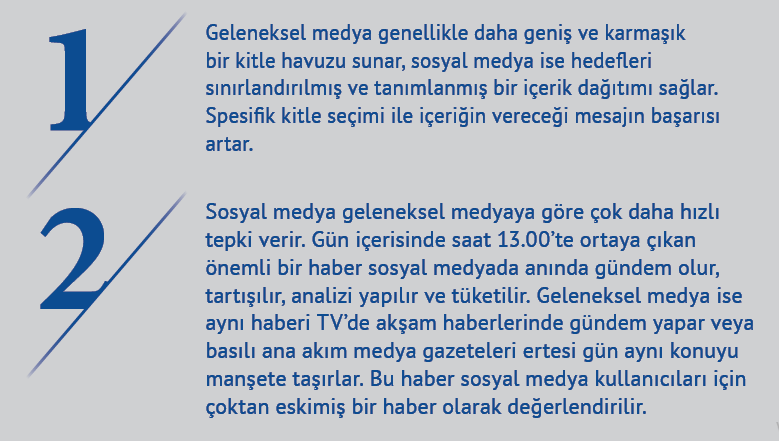 1
Geleneksel medya genellikle daha geniş ve karmaşık
bir kitle havuzu sunar, sosyal medya ise hedefleri
sınırlandırılmış ve tanımlanmış bir içerik dağıtımı sağlar.
Spesifik kitle seçimi ile içeriğin vereceği mesajın başarısı
artar.
2
Sosyal medya geleneksel medyaya göre çok daha hızlı
tepki verir. Gün içerisinde saat 13.00’te ortaya çıkan
önemli bir haber sosyal medyada anında gündem olur,
tartışılır, analizi yapılır ve tüketilir. Geleneksel medya ise
aynı haberi TV’de akşam haberlerinde gündem yapar veya
basılı ana akım medya gazeteleri ertesi gün aynı konuyu
manşete taşırlar. Bu haber sosyal medya kullanıcıları için
çoktan eskimiş bir haber olarak değerlendirilir.